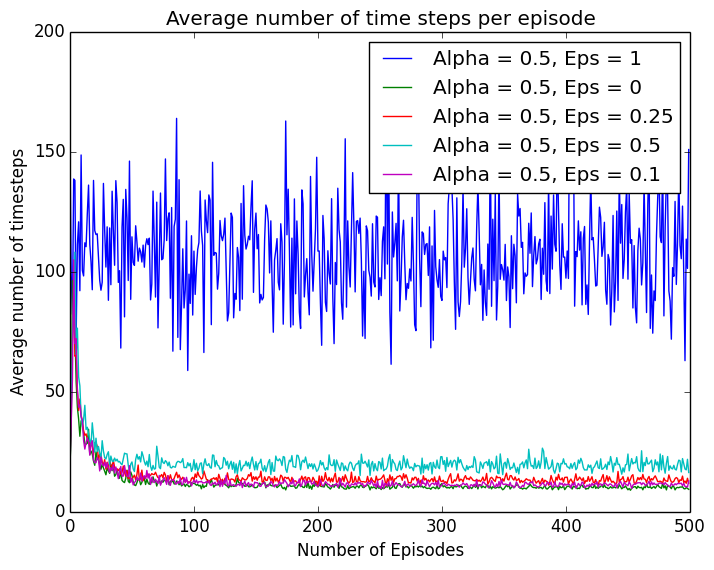 Average number of time steps per episode
200
150
100
50
0
Average number of timesteps
Alpha = 0.5, Eps = 1
Alpha = 0.5, Eps = 0
Alpha = 0.5, Eps = 0.25
Alpha = 0.5, Eps = 0.5
Alpha = 0.5, Eps = 0.1
0 100 200 300 400 500
Number of Episodes